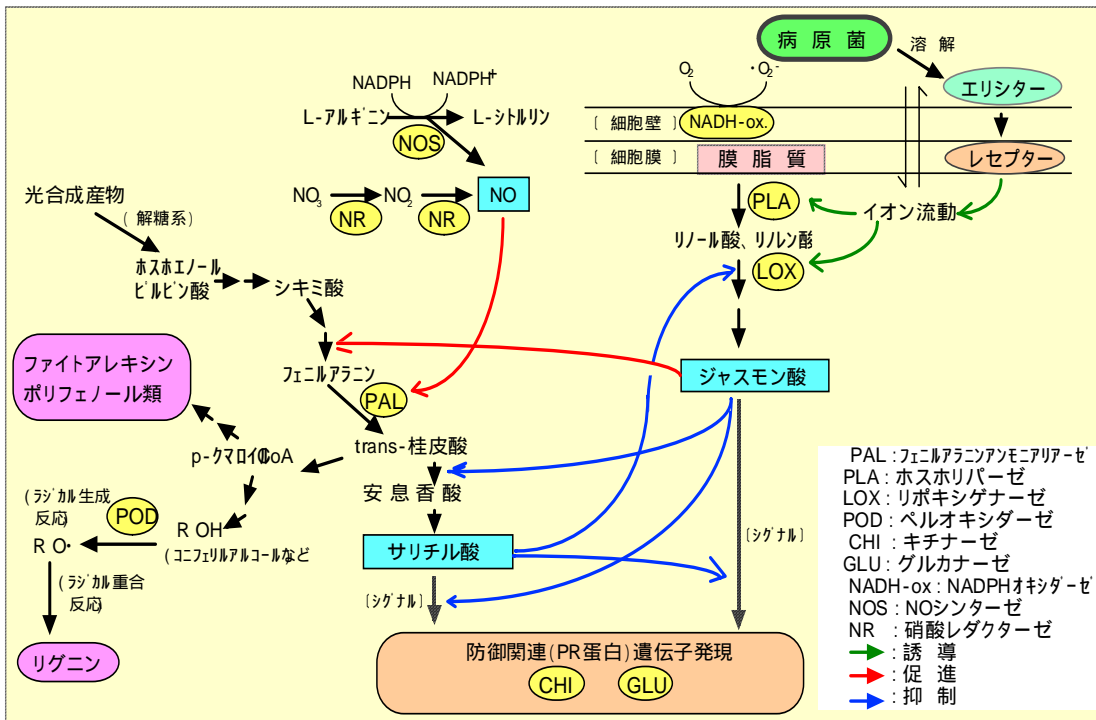 病原菌
溶解
エリシター
O₂
・O₂⁻
NADPH
NADPH⁺
L-アルギニン
L-シトルリン
NOS
〔 細胞壁 〕
NADH-ox.
〔 細胞膜 〕
膜脂質
レセプター
光合成産物
(解糖系)
NO₃
NO₂
NO
NR
NR
PLA
イオン流動
リノール酸、リノルン酸
LOX
ホスホエノール
ピルビン酸
シキミ酸
ファイトアレキシン
ポリフェノール類
フェニルアラニン
PAL
ジャスモン酸
trans-桂皮酸
p-クマロイルCoA
安息香酸
(ラジカル生成
反応)
POD
R OH
(コニフェリルアルコールなど
R O・
サリチル酸
〔シグナル〕
〔シグナル〕
(ラジカル重合
反応)
リグニン
防御関連(PR蛋白)遺伝子発現
CHI
GLU
PAL:フェニルアラニンアンモニアリアーゼ
PLA:ホスホリパーゼ
LOX:リポキシゲナーゼ
POD:ペルオキシダーゼ
CHI:キチナーゼ
GLU:グルカナーゼ
NADH-ox:NADPHオキシダーゼ
NOS:NOシンターゼ
NR :硝酸レダクターゼ
:誘導
:促進
:抑制